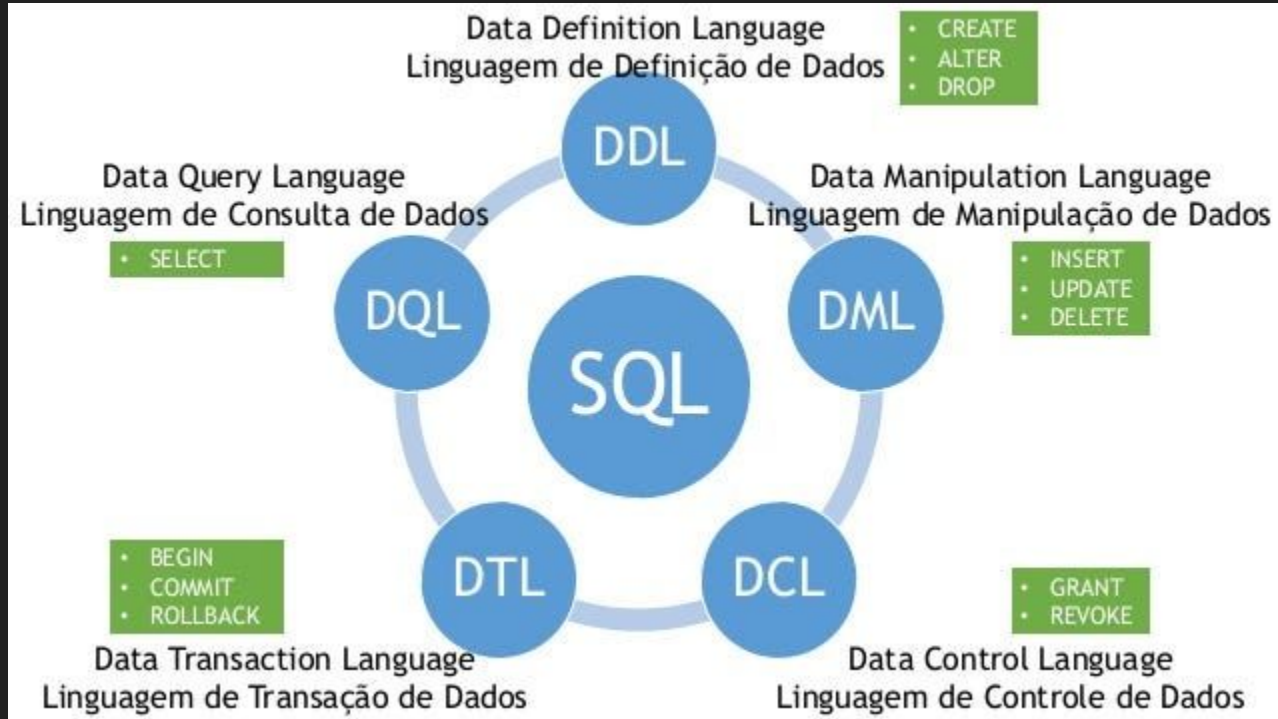 Data Definition Language
Linguagem de Definição de Dados
• CREATE
• ALTER
• DROP
DDL
Data Query Language
Linguagem de Consulta de Dados
• SELECT
DQL
Data Manipulation Language
Linguagem de Manipulação de Dados
• INSERT
• UPDATE
• DELETE
DML
SQL
• BEGIN
• COMMIT
• ROLLBACK
DTL
Data Transaction Language
Linguagem de Transação de Dados
DCL
• GRANT
• REVOKE
Data Control Language
Linguagem de Controle de Dados